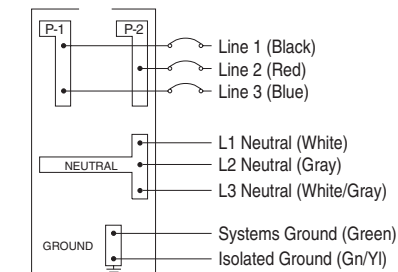 P-1 P-2
Line 1 (Black)
Line 2 (Red)
Line 3 (Blue)
NEUTRAL
L1 Neutral (White)
L2 Neutral (Gray)
L3 Neutral (White/Gray)
GROUND
Systems Ground (Green)
Isolated Ground (Gn/Yl)